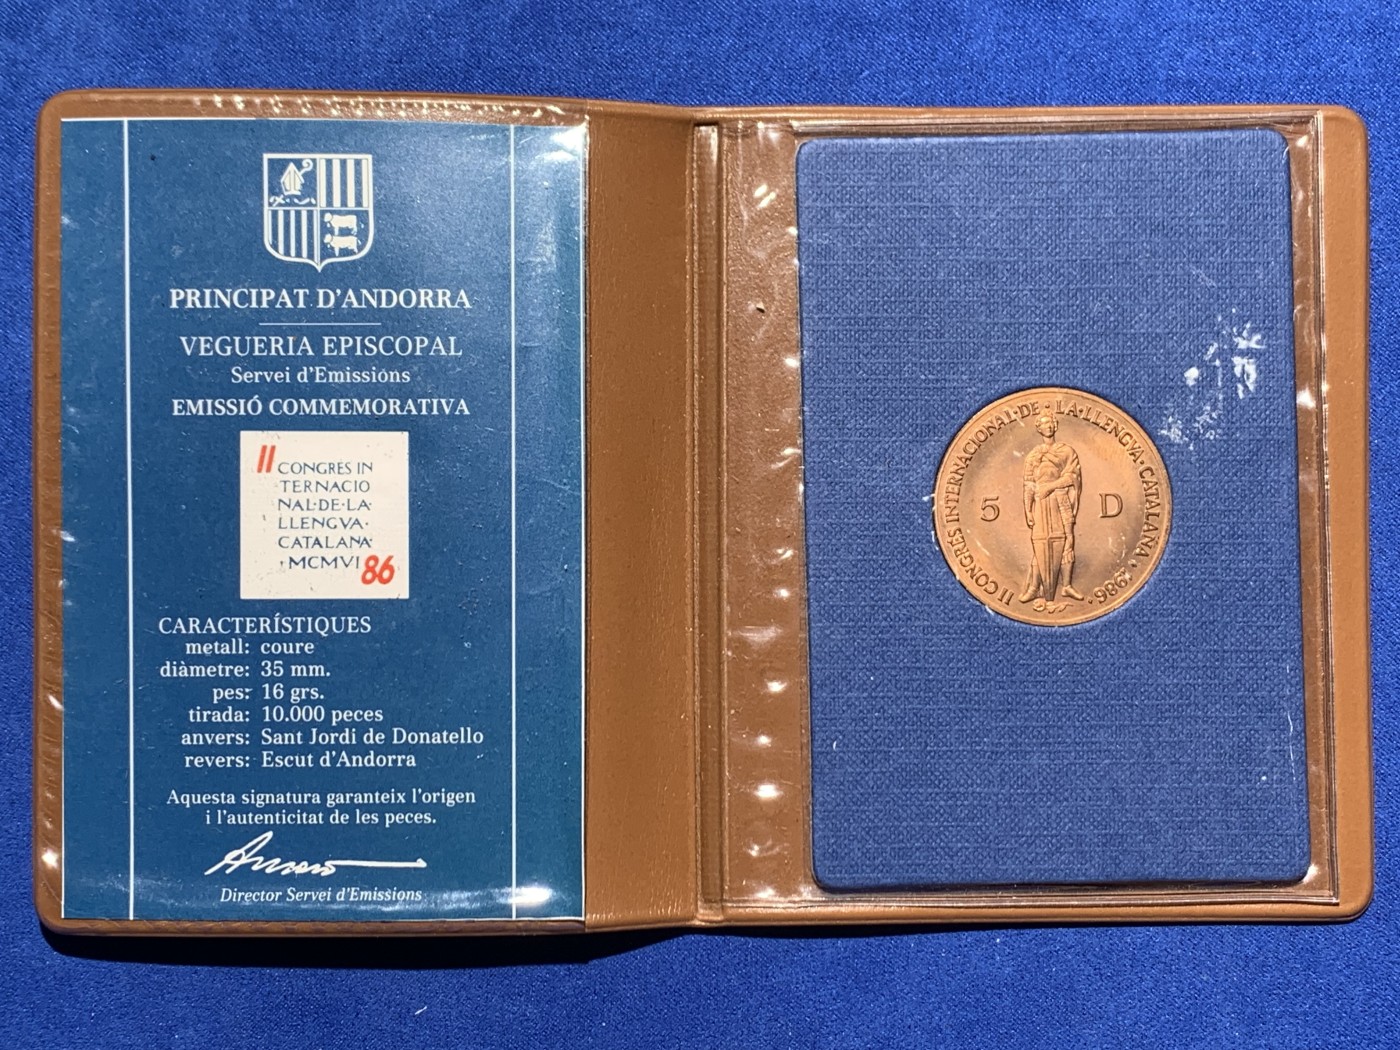 PRINCIPAT D'ANDORRA
VEGUERIA EPISCOPAL
Servei d'Emissions
EMISSIÓ COMMEMORATIVA
II CONGRÉS IN
TERNACIO
NAL·DE·LA·
LLENGVA·
CATALANA·
·MCMVI 86
CARACTERÍSTIQUES
metall: coure
diàmetre: 35 mm.
pes: 16 grs.
tirada: 10.000 peces
anvers: Sant Jordi de Donatello
revers: Escut d'Andorra
Aquesta signatura garanteix l'origen
i l'autenticitat de les peces.
Director Servei d'Emissions
II CONGRÉS INTERNACIONAL·DE·LA·LLENGVA·CATALANA·
1986·
5 D